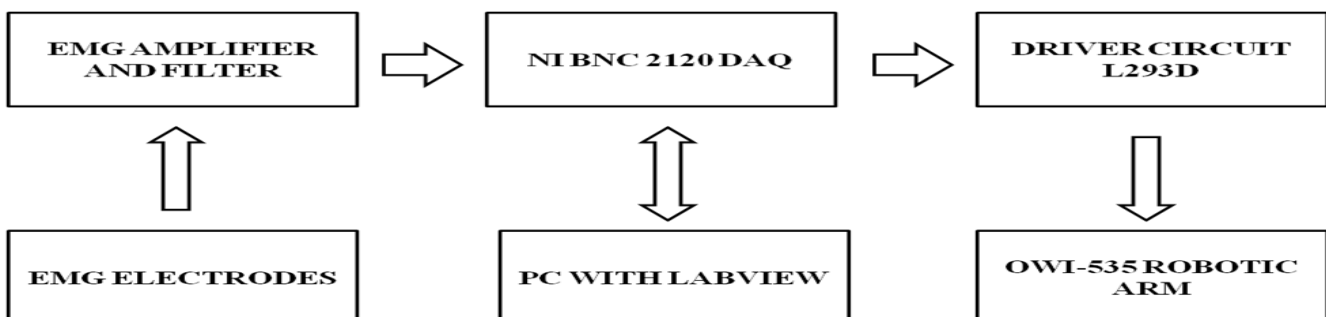 EMG AMPLIFIER
AND FILTER
NI BNC 2120 DAQ
DRIVER CIRCUIT
L293D
EMG ELECTRODES
PC WITH LABVIEW
OWI-535 ROBOTIC
ARM